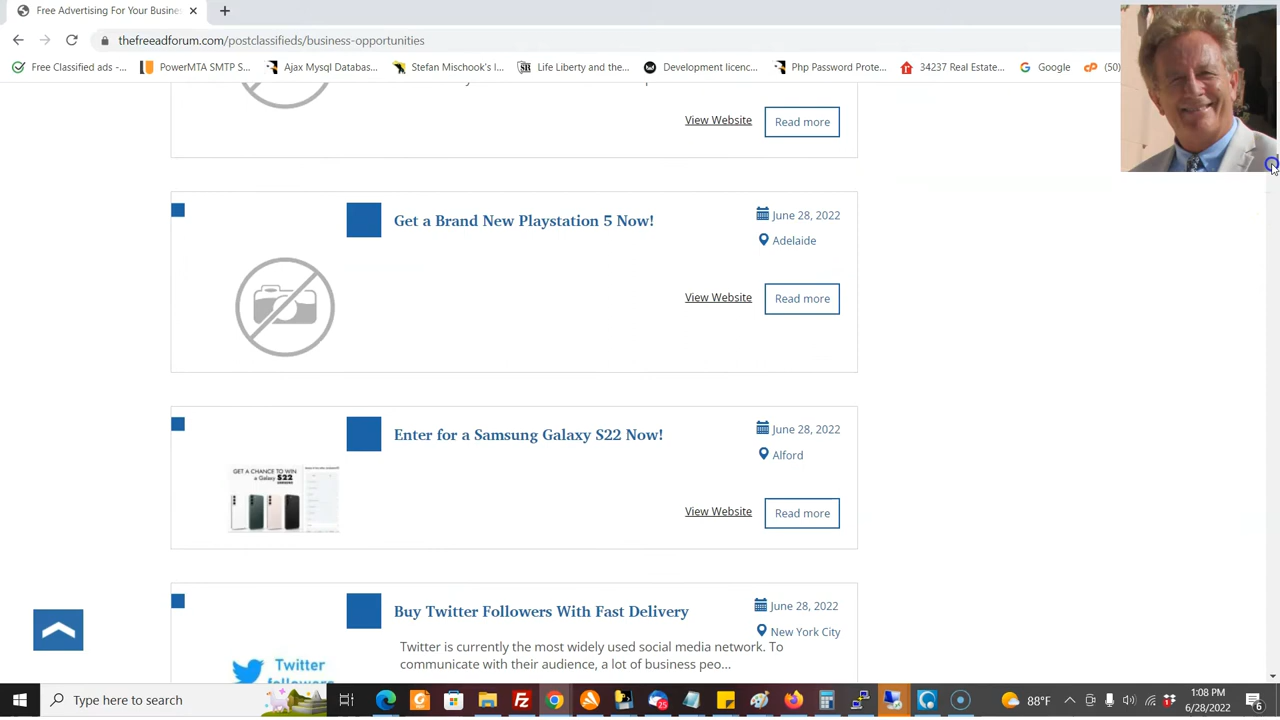 Free Advertising For Your Busines
thefreeadforum.com/postclassifieds/business-opportunities
Free Classified ads -... PowerMTA SMTP S... Ajax Mysql Databas... Stefan Mischook's I... Life Liberty and the... Development licenc... Php Password Prote... 34237 Real Estate... Google (50)
View Website Read more
Get a Brand New Playstation 5 Now! June 28, 2022
Adelaide
View Website Read more
Enter for a Samsung Galaxy S22 Now! June 28, 2022
Alford
GET A CHANCE TO WIN
a Galaxy S22
View Website Read more
Buy Twitter Followers With Fast Delivery June 28, 2022
New York City
Twitter is currently the most widely used social media network. To
communicate with their audience, a lot of business peo...
Twitter
followers
Type here to search 25 88°F 1:08 PM
6/28/2022 6